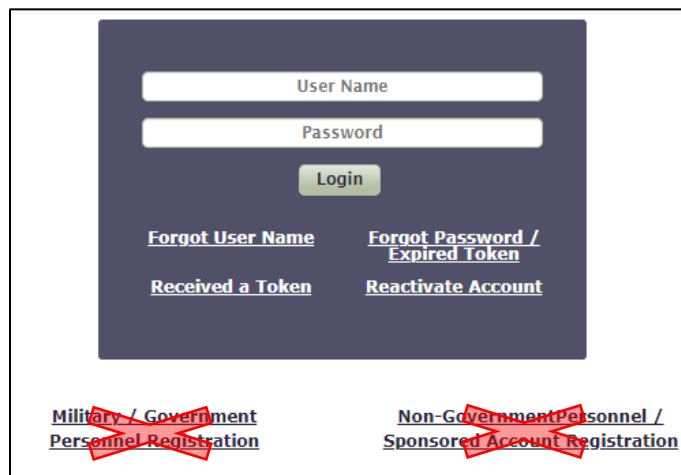 User Name
Password
Login
Forgot User Name
Forgot Password /
Expired Token
Received a Token
Reactivate Account
Military / Government
Personnel Registration
Non-GovernmentPersonnel /
Sponsored Account Registration